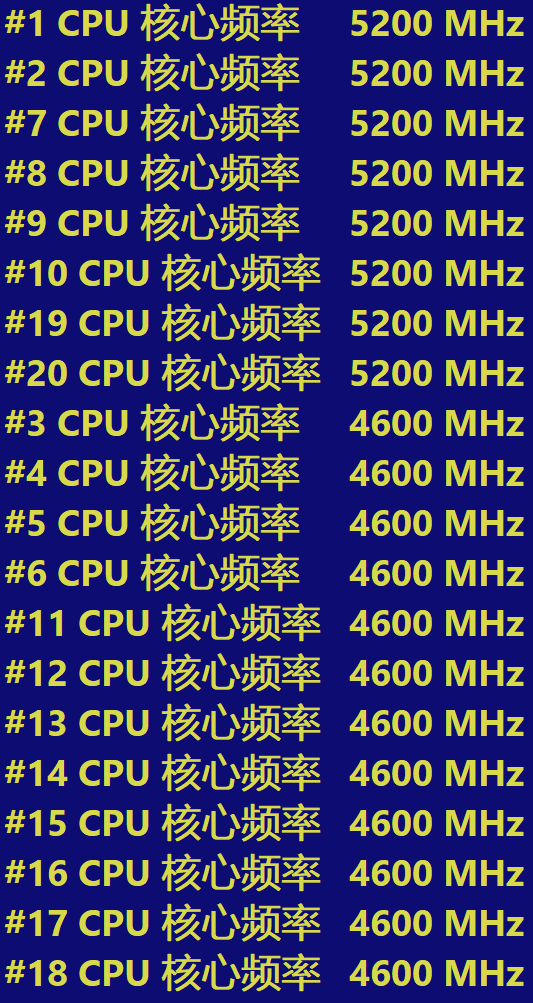 #1 CPU 核心频率 5200 MHz
#2 CPU 核心频率 5200 MHz
#7 CPU 核心频率 5200 MHz
#8 CPU 核心频率 5200 MHz
#9 CPU 核心频率 5200 MHz
#10 CPU 核心频率 5200 MHz
#19 CPU 核心频率 5200 MHz
#20 CPU 核心频率 5200 MHz
#3 CPU 核心频率 4600 MHz
#4 CPU 核心频率 4600 MHz
#5 CPU 核心频率 4600 MHz
#6 CPU 核心频率 4600 MHz
#11 CPU 核心频率 4600 MHz
#12 CPU 核心频率 4600 MHz
#13 CPU 核心频率 4600 MHz
#14 CPU 核心频率 4600 MHz
#15 CPU 核心频率 4600 MHz
#16 CPU 核心频率 4600 MHz
#17 CPU 核心频率 4600 MHz
#18 CPU 核心频率 4600 MHz